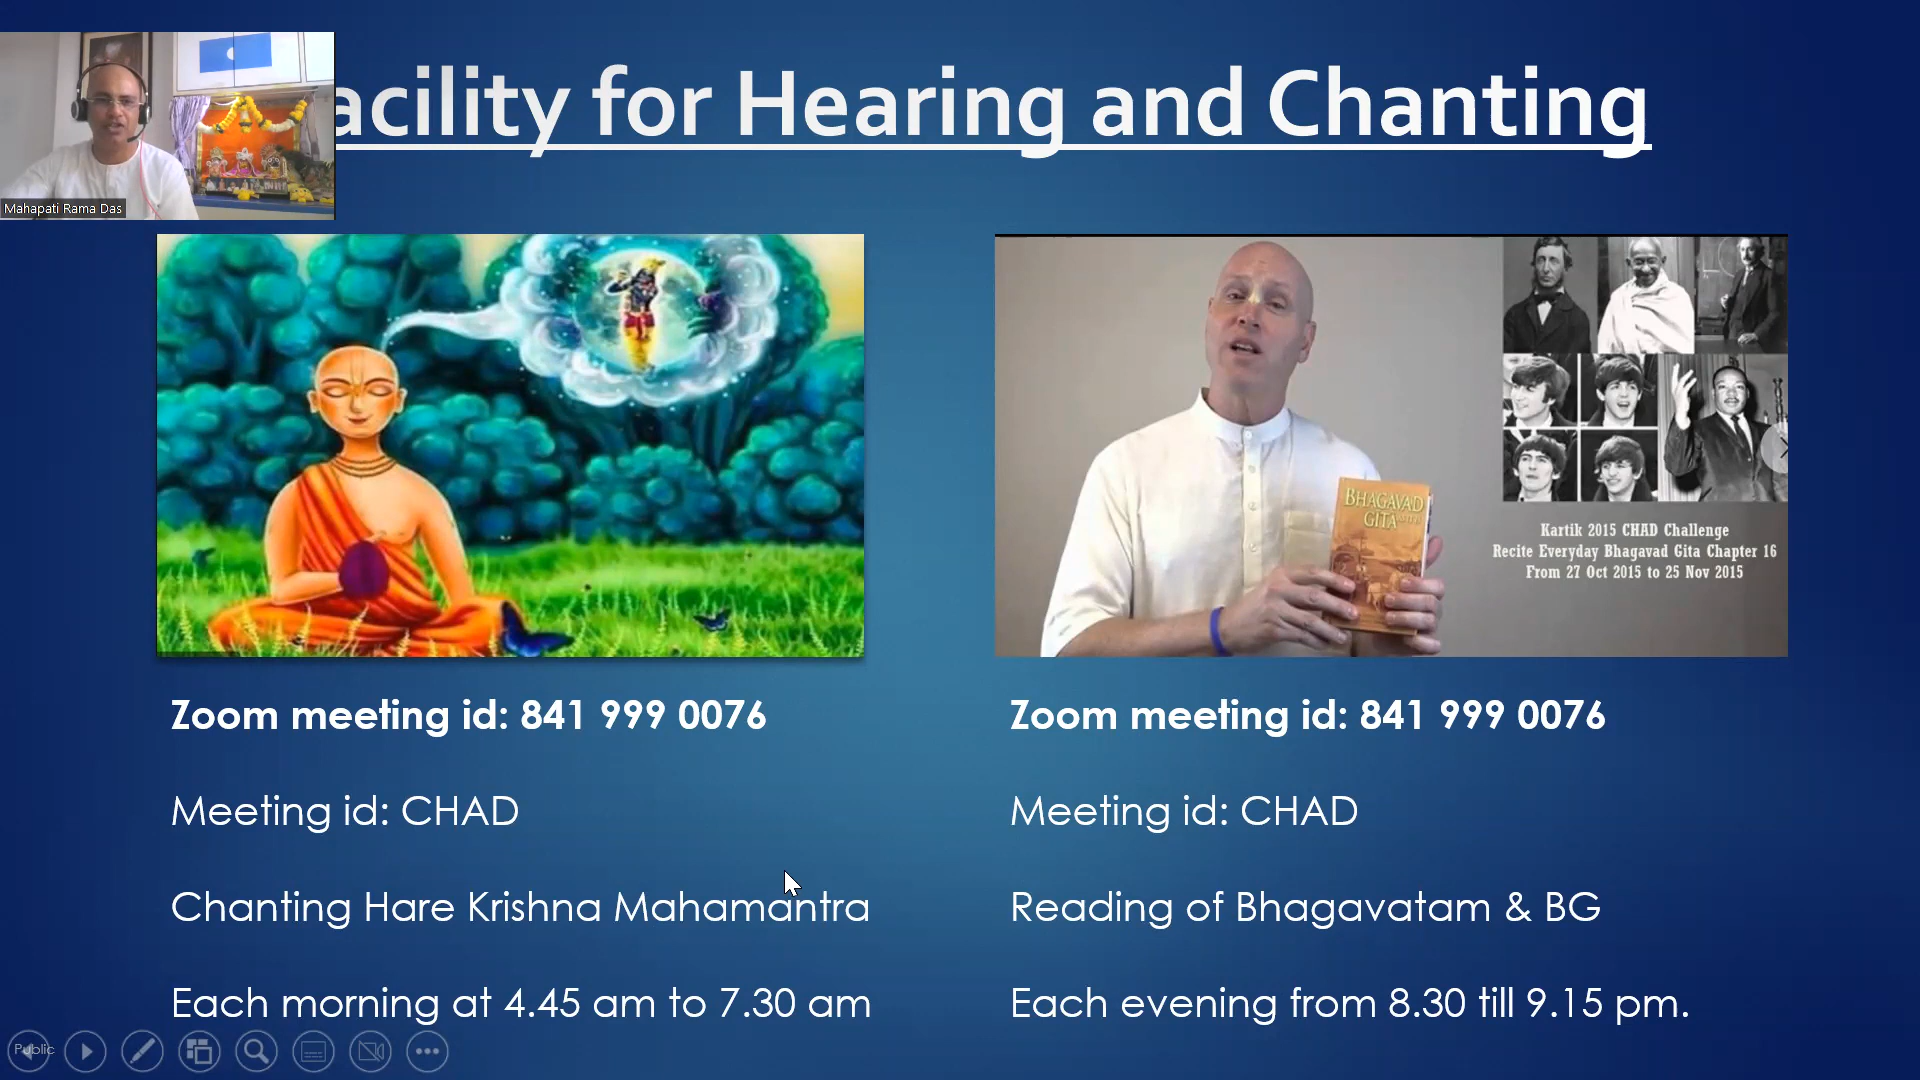 acility for Hearing and Chanting
Mahapati Rama Das
BHAGAVAD
GITA
Kartik 2015 CHAD Challenge
Recite Everyday Bhagavad Gita Chapter 16
From 27 Oct 2015 to 25 Nov 2015
Zoom meeting id: 841 999 0076
Meeting id: CHAD
Chanting Hare Krishna Mahamantra
Each morning at 4.45 am to 7.30 am
Zoom meeting id: 841 999 0076
Meeting id: CHAD
Reading of Bhagavatam & BG
Each evening from 8.30 till 9.15 pm.
Public